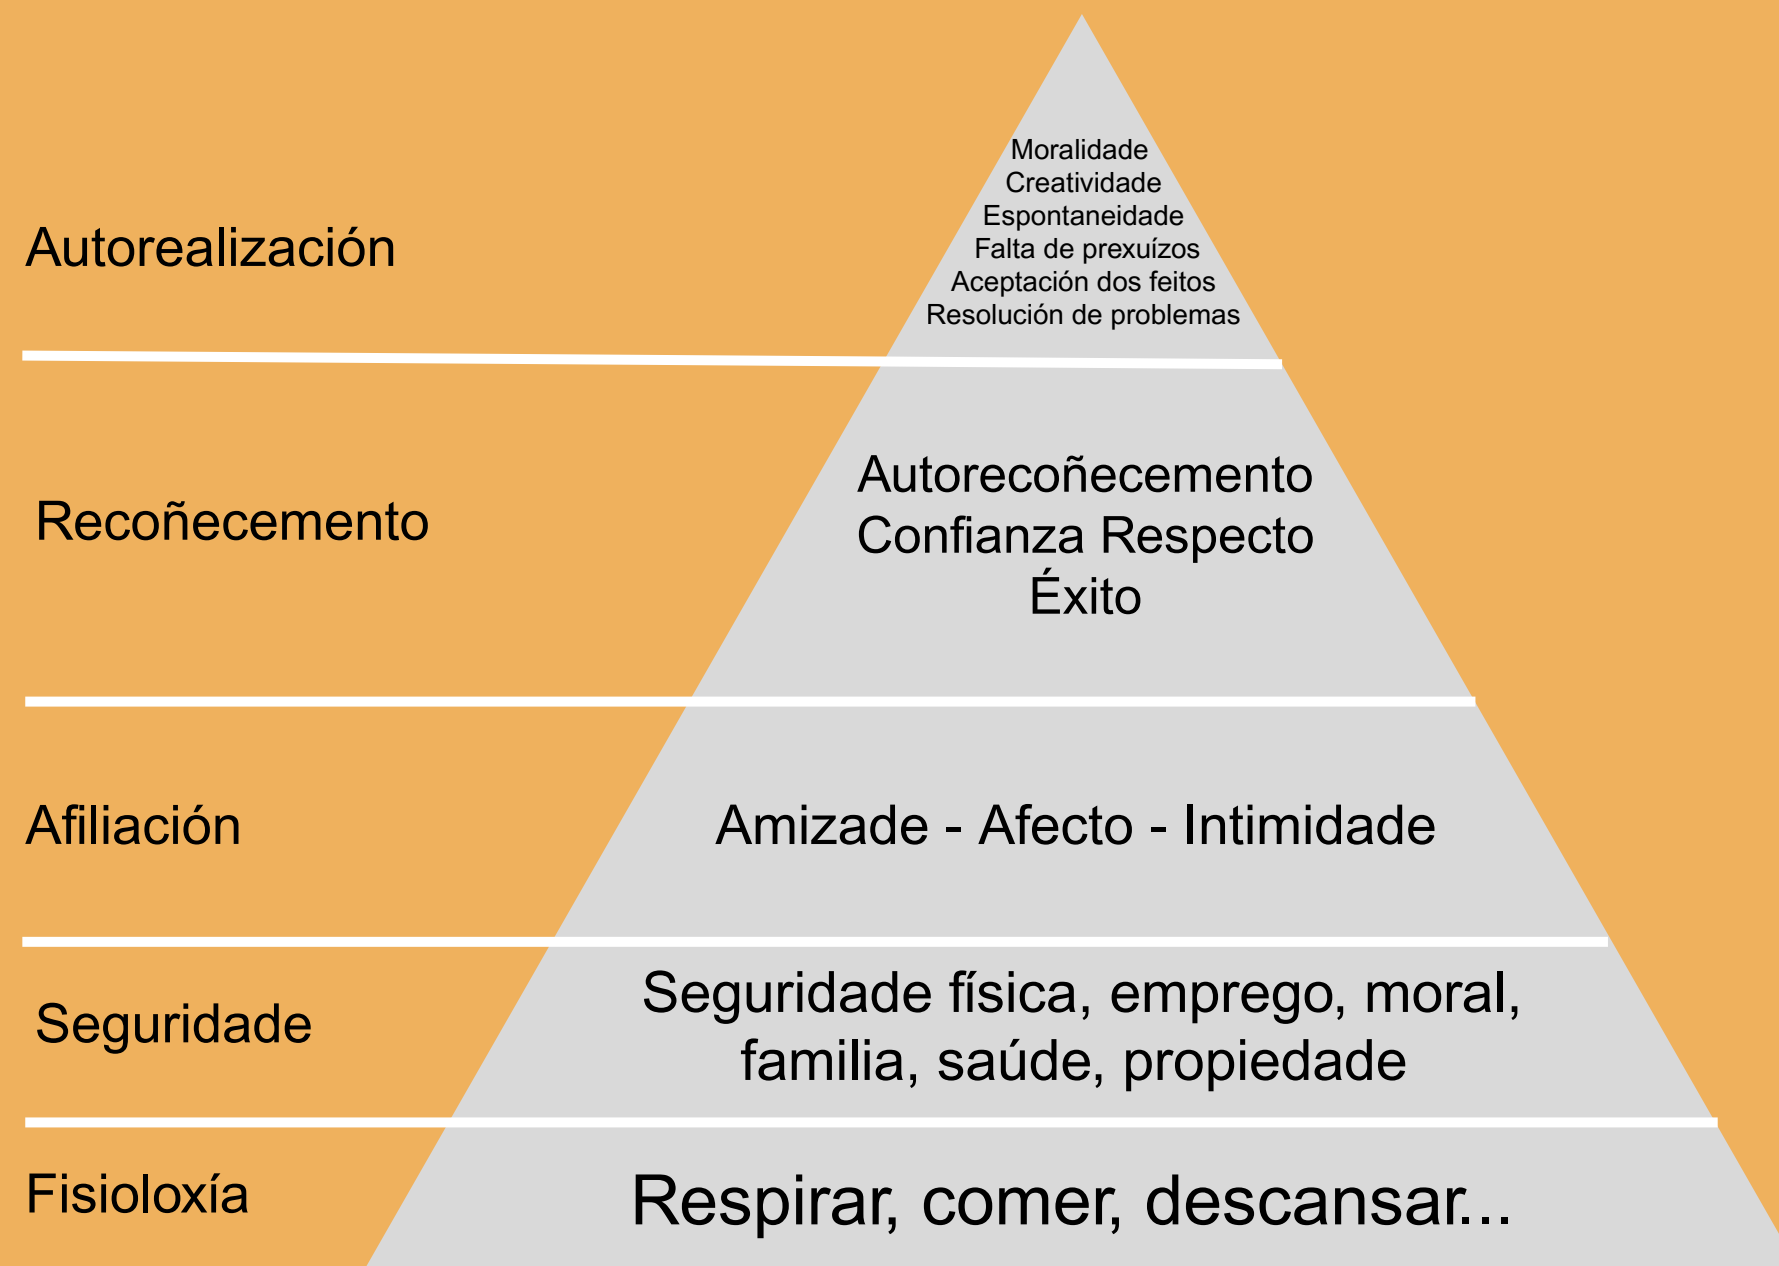 Moralidade
Creatividade
Espontaneidade
Falta de prexuízos
Aceptación dos feitos
Resolución de problemas
Autorealización
Autorecoñecemento
Confianza Respecto
Éxito
Recoñecemento
Afiliación
Amizade - Afecto - Intimidade
Seguridade física, emprego, moral,
familia, saúde, propiedade
Seguridade
Fisioloxía
Respirar, comer, descansar...